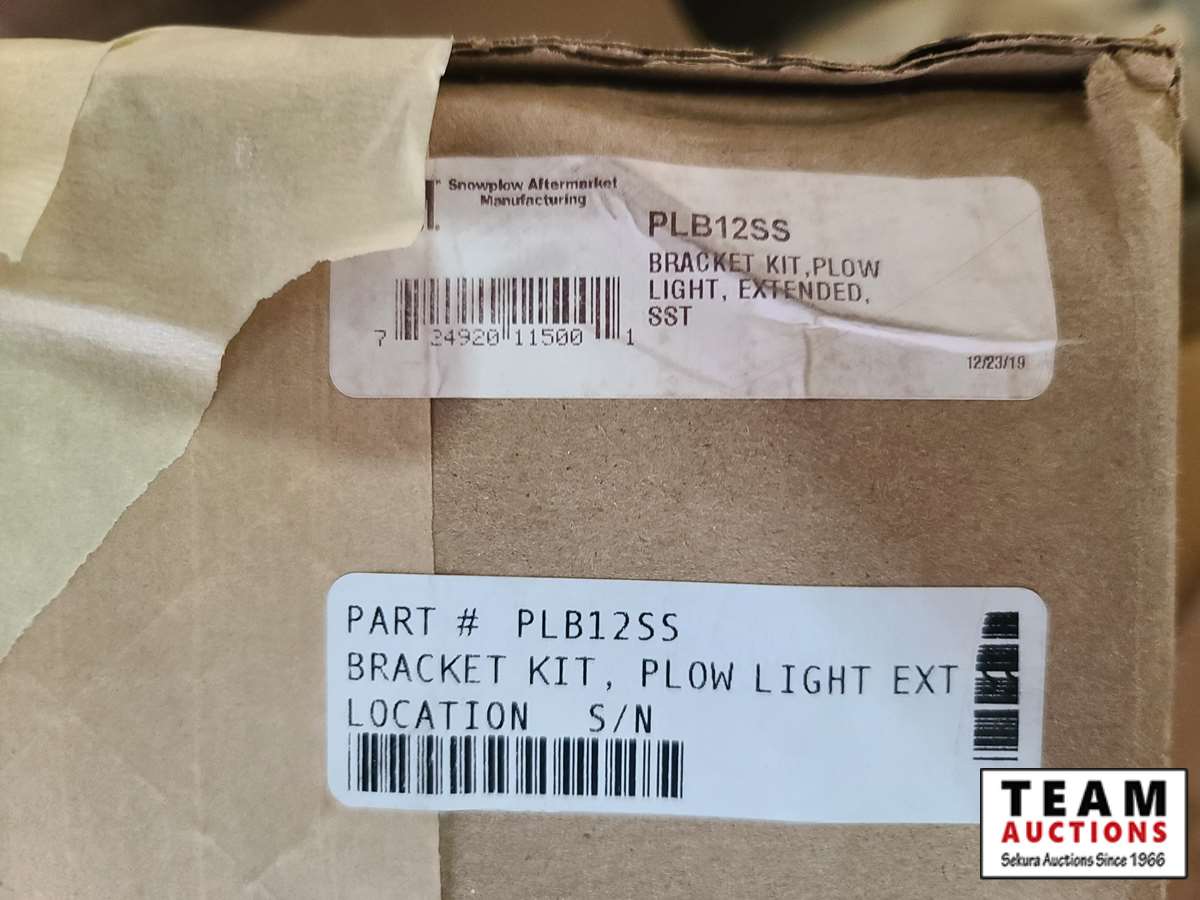 Snowplow Aftermarket
Manufacturing
PLB12SS
BRACKET KIT,PLOW
LIGHT, EXTENDED,
SST
7 24920 11500 1
12/23/19
PART # PLB12SS
BRACKET KIT, PLOW LIGHT EXT
LOCATION S/N
TEAM
AUCTIONS
Sekura Auctions Since 1966